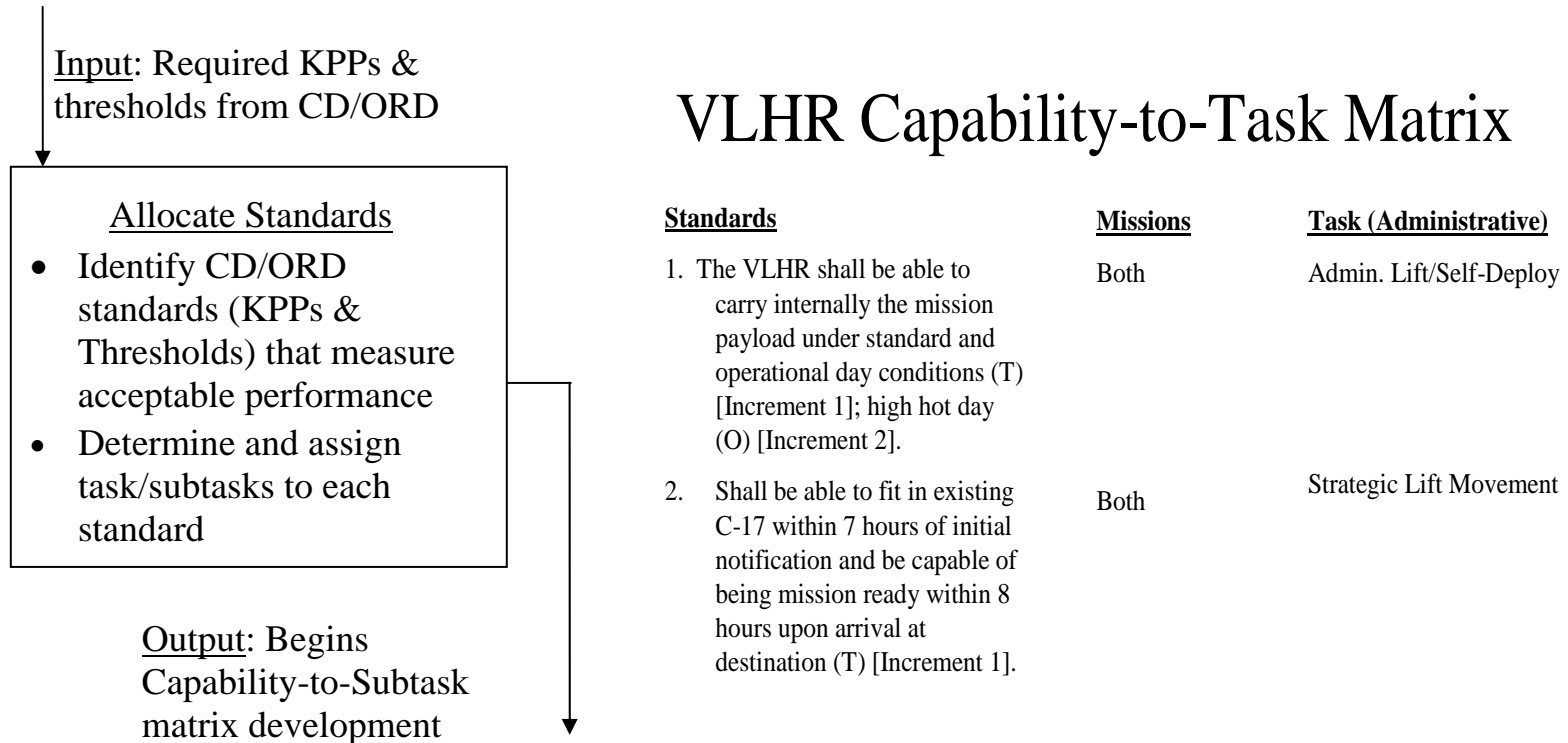 Input: Required KPPs &
thresholds from CD/ORD
Allocate Standards
• Identify CD/ORD
standards (KPPs &
Thresholds) that measure
acceptable performance
• Determine and assign
task/subtasks to each
standard
Output: Begins
Capability-to-Subtask
matrix development
VLHR Capability-to-Task Matrix
Standards Missions Task (Administrative)
1. The VLHR shall be able to Both Admin. Lift/Self-Deploy
carry internally the mission
payload under standard and
operational day conditions (T)
[Increment 1]; high hot day
(O) [Increment 2].
2. Shall be able to fit in existing Both Strategic Lift Movement
C-17 within 7 hours of initial
notification and be capable of
being mission ready within 8
hours upon arrival at
destination (T) [Increment 1].